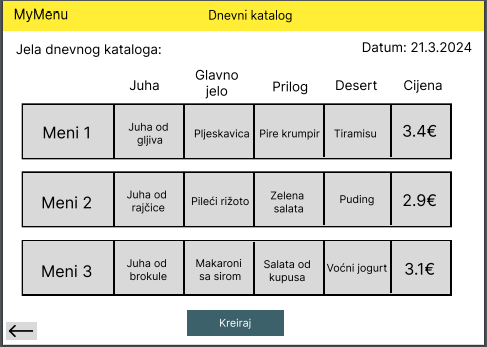 MyMenu Dnevni katalog
Jela dnevnog kataloga: Datum: 21.3.2024
Juha Glavno jelo Prilog Desert Cijena
Meni 1 Juha od gljiva Pljeskavica Pire krumpir Tiramisu 3.4€
Meni 2 Juha od rajčice Pileći rižoto Zelena salata Puding 2.9€
Meni 3 Juha od brokule Makaroni sa sirom Salata od kupusa Voćni jogurt 3.1€
Kreiraj